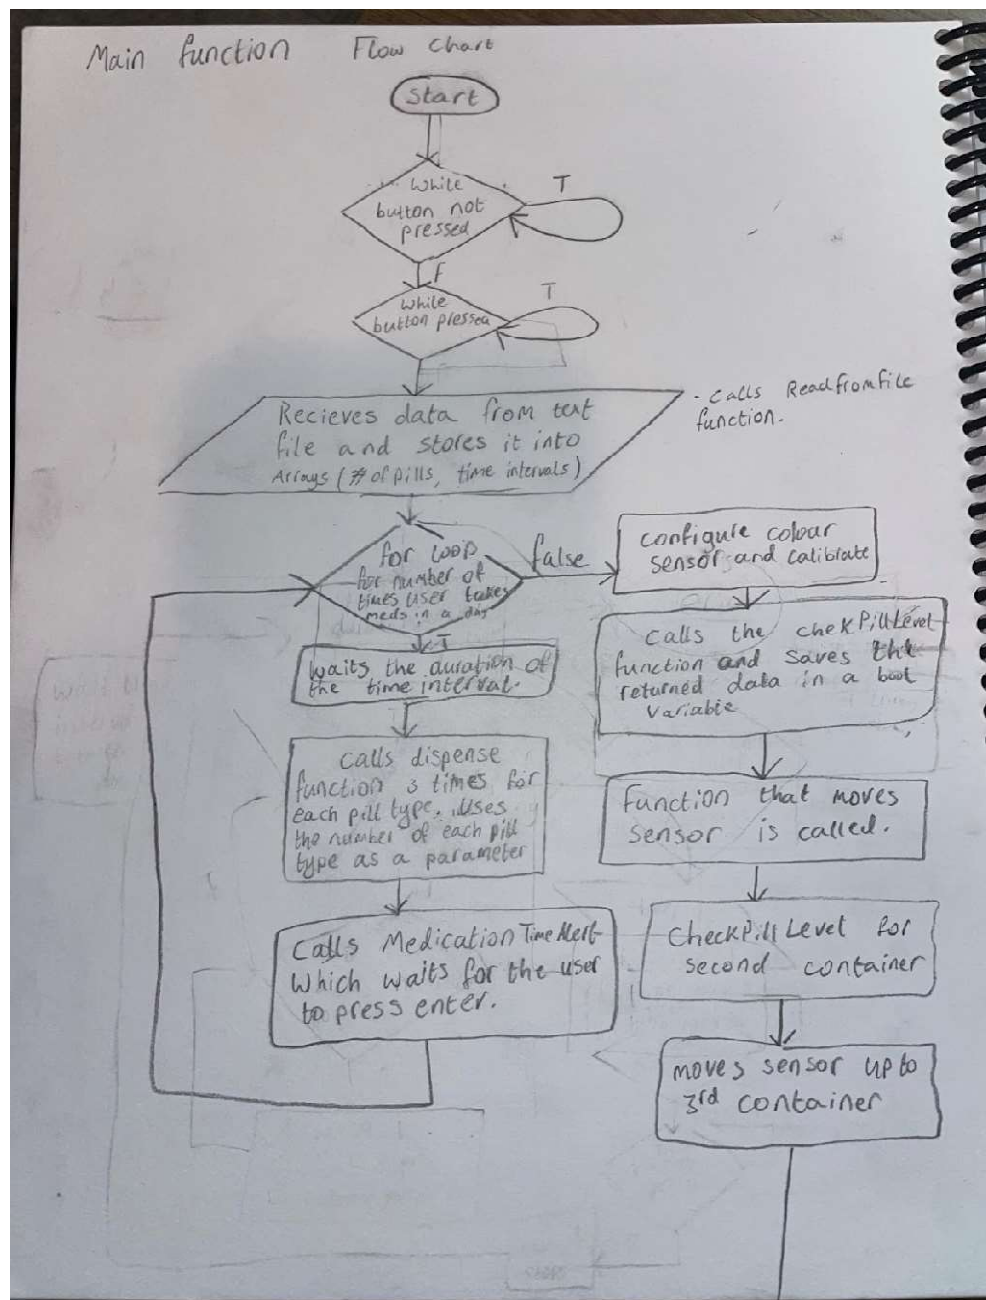 Main function Flow Chart
Start
While
button not
pressed
T
F
While
button pressed
T
Recieves data from text
file and stores it into
Arrays (# of pills, time intervals)
- Calls ReadfromFile
function.
for loop
for number of
times user takes
meds in a day
false
T
waits the duration of
the time interval.
Calls dispense
function 3 times for
each pill type. Uses
the number of each pill
type as a parameter
Calls Medication Time Alert
Which waits for the user
to press enter.
configure colour
sensor and calibrate
Calls the chekPillLevel
function and saves the
returned data in a bool
variable
Function that moves
sensor is called.
CheckPillLevel for
second container
moves sensor up to
3rd container